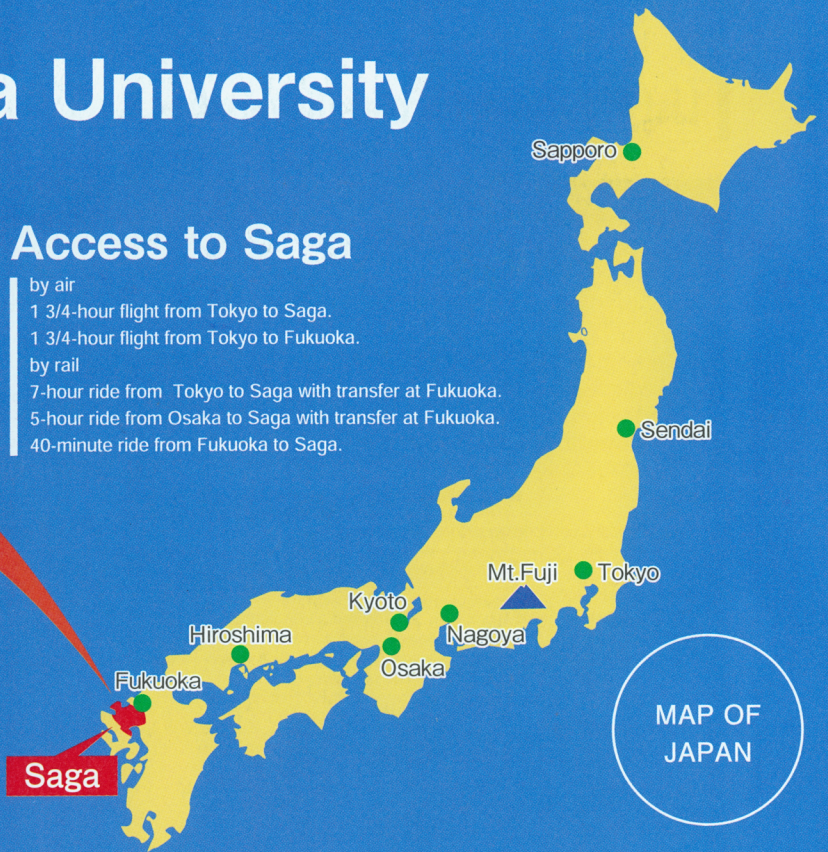 a University
Access to Saga
by air
1 3/4-hour flight from Tokyo to Saga.
1 3/4-hour flight from Tokyo to Fukuoka.
by rail
7-hour ride from Tokyo to Saga with transfer at Fukuoka.
5-hour ride from Osaka to Saga with transfer at Fukuoka.
40-minute ride from Fukuoka to Saga.
Sapporo
Sendai
Mt.Fuji
Tokyo
Kyoto
Nagoya
Hiroshima
Osaka
Fukuoka
Saga
MAP OF
JAPAN